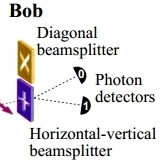 Bob
Diagonal
beamsplitter
0
Photon
detectors
1
Horizontal-vertical
beamsplitter